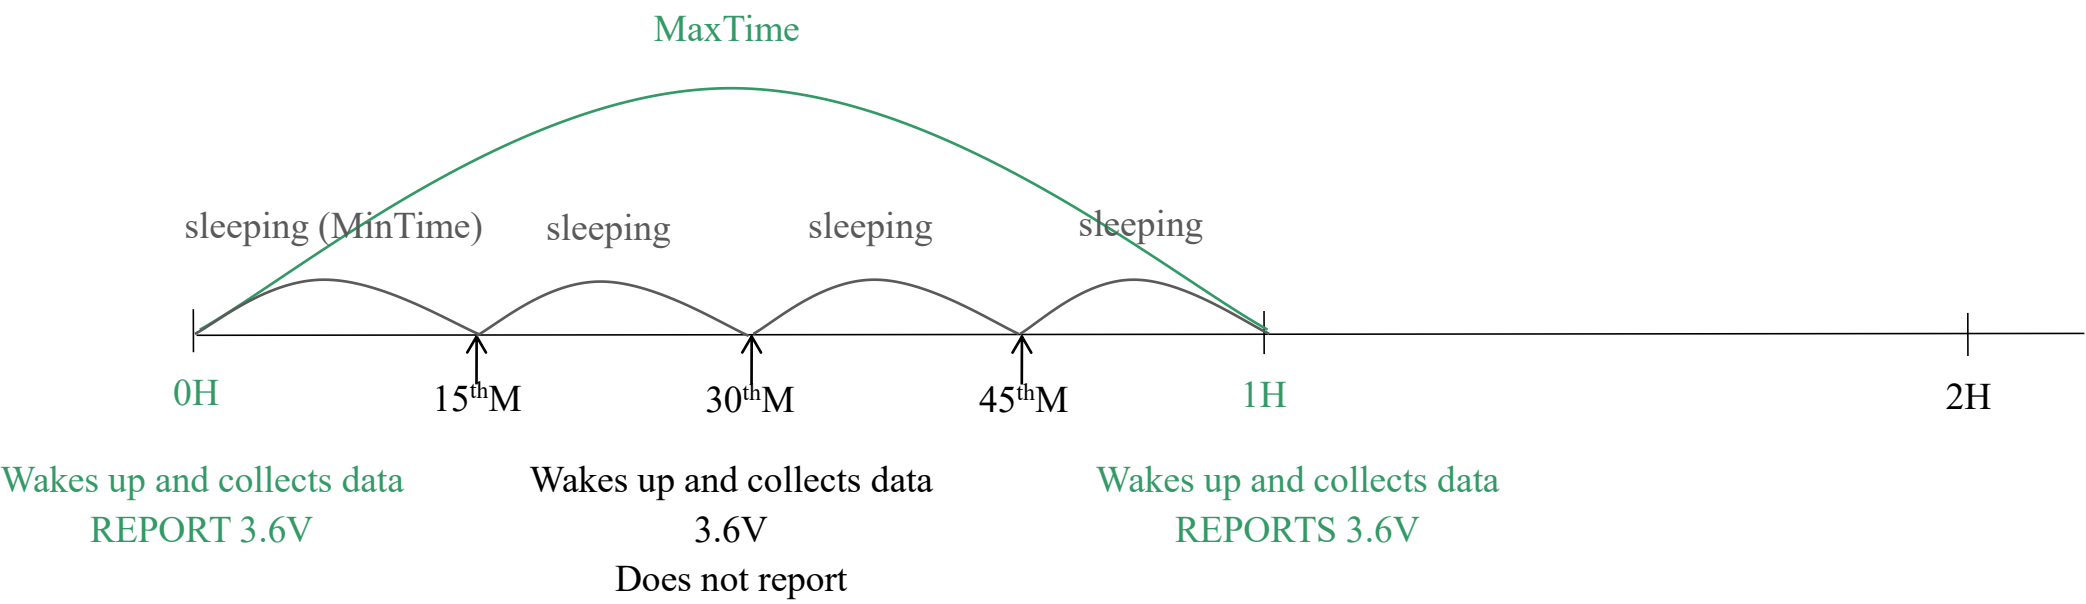 MaxTime
sleeping (MinTime)
sleeping
sleeping
sleeping
0H
15thM
30thM
45thM
1H
2H
Wakes up and collects data
REPORT 3.6V
Wakes up and collects data
3.6V
Does not report
Wakes up and collects data
REPORTS 3.6V